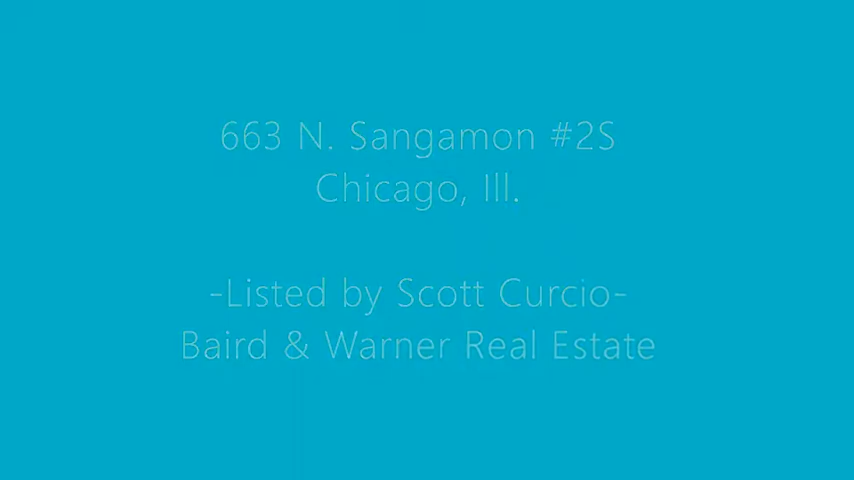 663 N. Sangamon #2S
Chicago, Ill.
-Listed by Scott Curcio-
Baird & Warner Real Estate